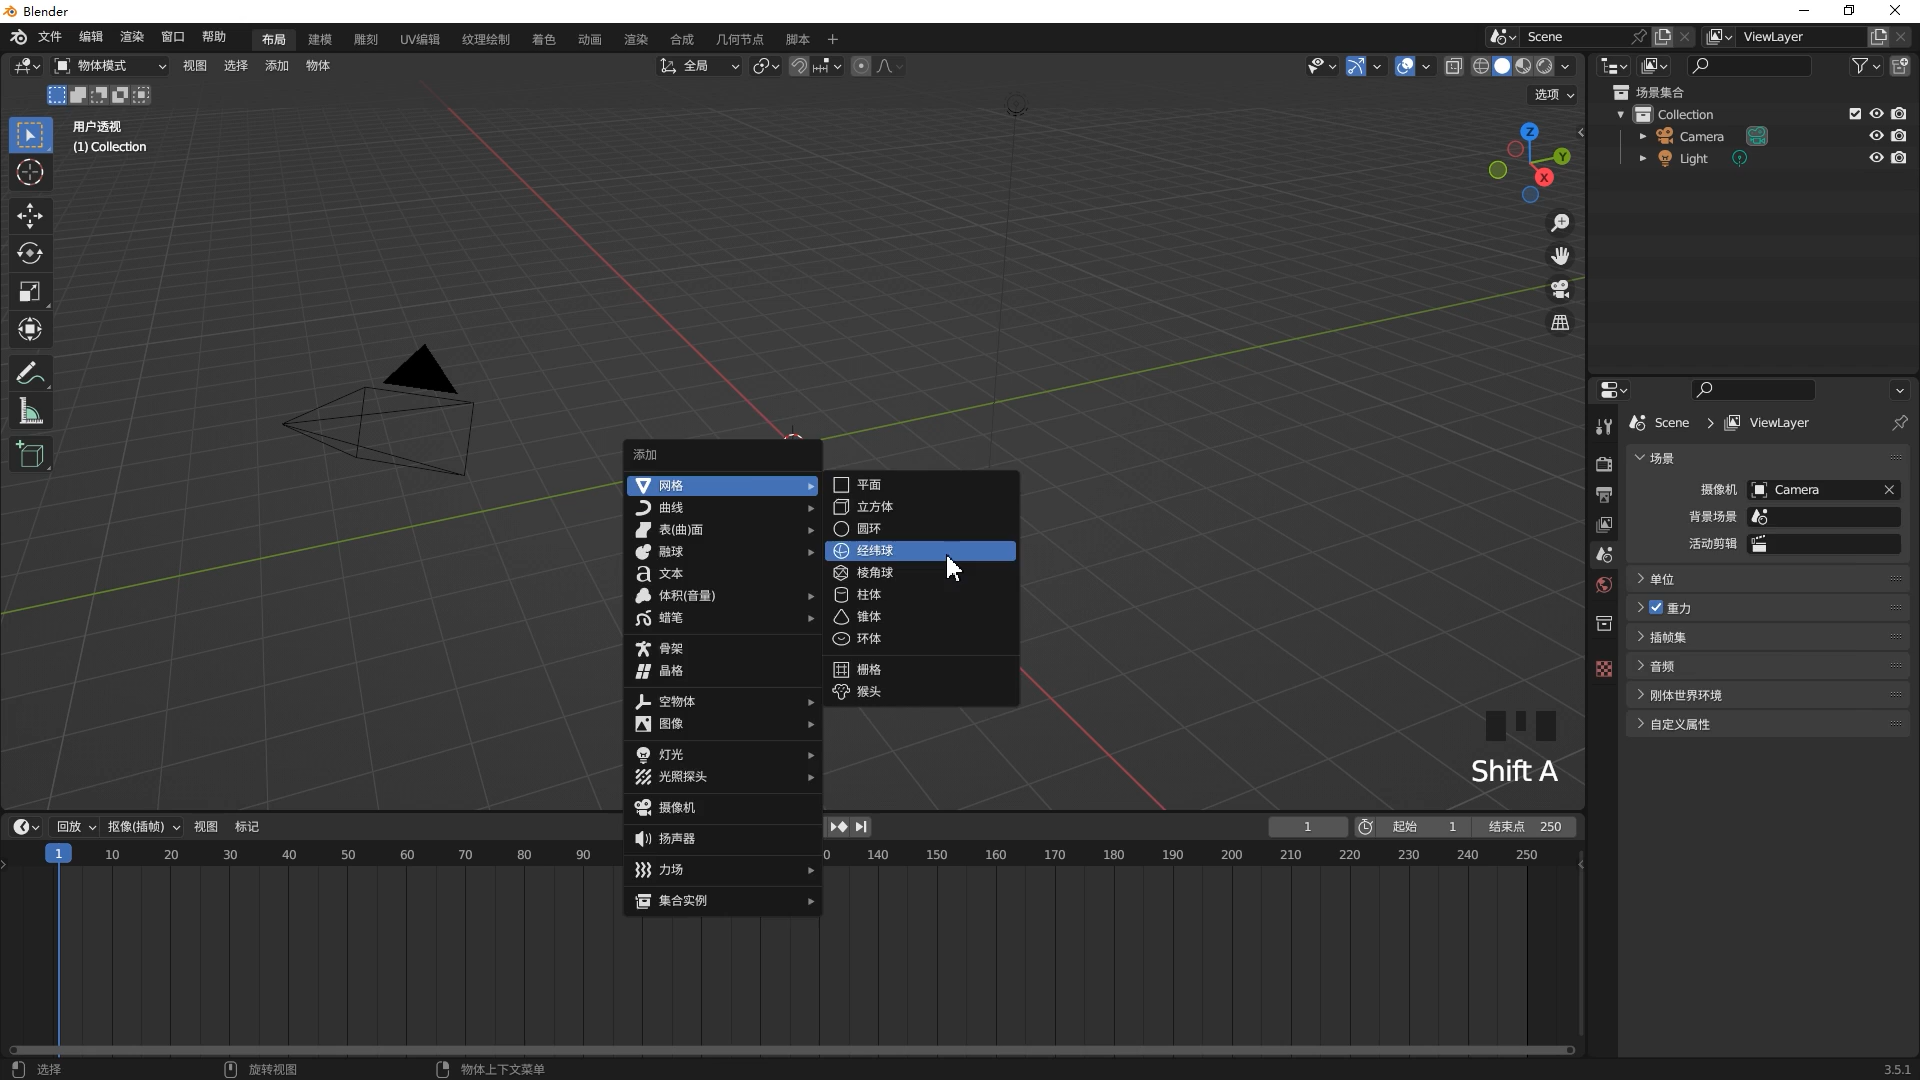 Blender
文件 编辑 渲染 窗口 帮助 布局 建模 雕刻 UV编辑 纹理绘制 着色 动画 渲染 合成 几何节点 脚本 + Scene ViewLayer
物体模式 视图 选择 添加 物体 全局
选项
用户透视
(1) Collection
Z
Y
X
场景集合
Collection
Camera
Light
Scene > ViewLayer
场景
摄像机 Camera
背景场景
活动剪辑
单位
重力
插帧集
音频
刚体世界环境
自定义属性
添加
网格
曲线
表(曲)面
融球
文本
体积(音量)
蜡笔
骨架
晶格
空物体
图像
灯光
光照探头
摄像机
扬声器
力场
集合实例
平面
立方体
圆环
经纬球
棱角球
柱体
锥体
环体
栅格
猴头
Shift A
回放 抠像(插帧) 视图 标记 1 起始 1 结束点 250
1 10 20 30 40 50 60 70 80 90 0 140 150 160 170 180 190 200 210 220 230 240 250
选择 旋转视图 物体上下文菜单 3.5.1